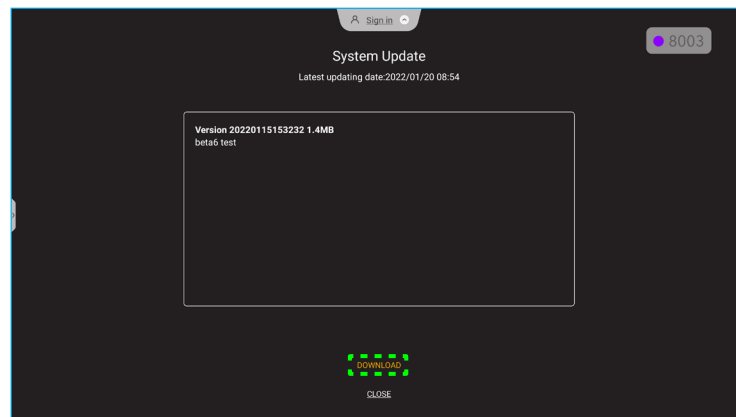 Sign in
8003
System Update
Latest updating date:2022/01/20 08:54
Version 20220115153232 1.4MB
beta6 test
DOWNLOAD
CLOSE